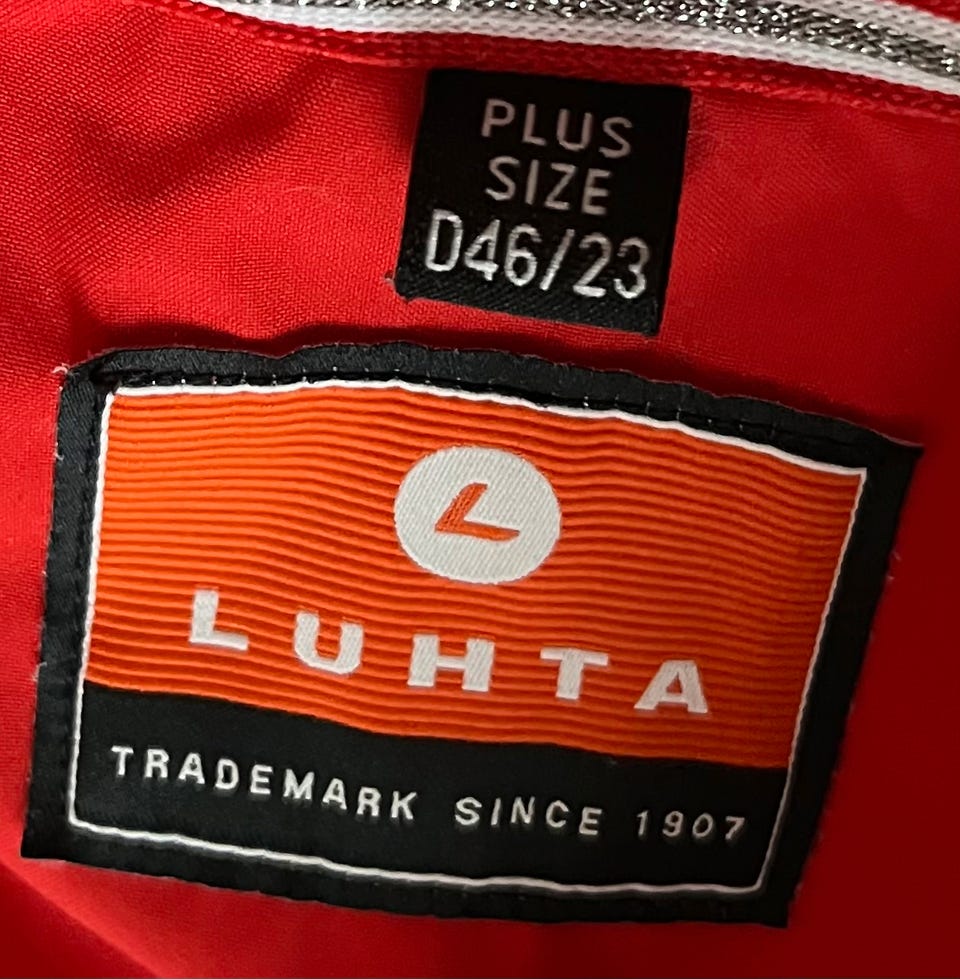 PLUS
SIZE
D46/23
L
LUHTA
TRADEMARK SINCE 1907